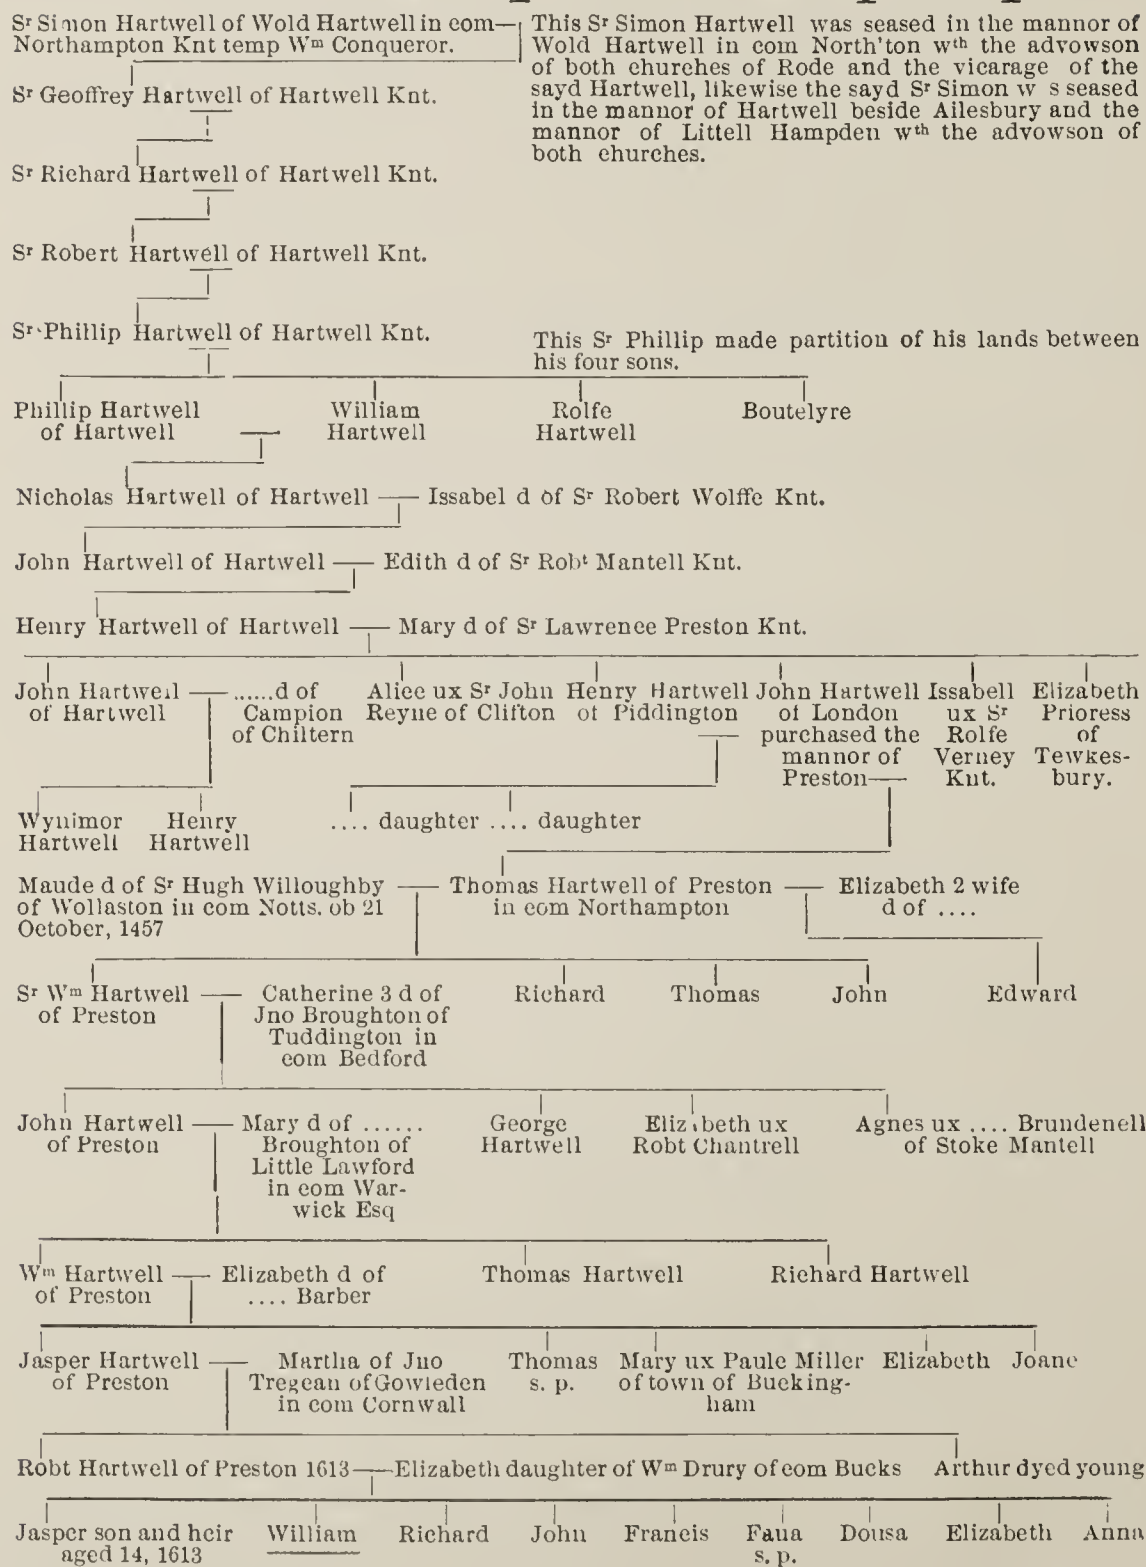 Sr Simon Hartwell of Wold Hartwell in com
Northampton Knt temp Wm Conqueror.
This Sr Simon Hartwell was seased in the mannor of
Wold Hartwell in com North'ton wth the advowson
of both churches of Rode and the vicarage of the
sayd Hartwell, likewise the sayd Sr Simon w s seased
in the mannor of Hartwell beside Ailesbury and the
mannor of Littell Hampden wth the advowson of
both churches.
Sr Geoffrey Hartwell of Hartwell Knt.
Sr Richard Hartwell of Hartwell Knt.
Sr Robert Hartwell of Hartwell Knt.
Sr Phillip Hartwell of Hartwell Knt.
This Sr Phillip made partition of his lands between
his four sons.
Phillip Hartwell
of Hartwell
William
Hartwell
Rolfe
Hartwell
Boutelyre
Nicholas Hartwell of Hartwell — Issabel d of Sr Robert Wolffe Knt.
John Hartwell of Hartwell — Edith d of Sr Robt Mantell Knt.
Henry Hartwell of Hartwell — Mary d of Sr Lawrence Preston Knt.
John Hartwell
of Hartwell
......d of
Campion
of Chiltern
Alice ux Sr John
Reyne of Clifton
Henry Hartwell
of Piddington
John Hartwell
of London
purchased the
mannor of
Preston
Issabell
ux Sr
Rolfe
Verney
Knt.
Elizabeth
Prioress
of
Tewkes-
bury.
Wynimor
Hartwell
Henry
Hartwell
.... daughter
.... daughter
Maude d of Sr Hugh Willoughby
of Wollaston in com Notts. ob 21
October, 1457
Thomas Hartwell of Preston
in com Northampton
Elizabeth 2 wife
d of ....
Sr Wm Hartwell
of Preston
Catherine 3 d of
Jno Broughton of
Tuddington in
com Bedford
Richard
Thomas
John
Edward
John Hartwell
of Preston
Mary d of ......
Broughton of
Little Lawford
in com War-
wick Esq
George
Hartwell
Eliz beth ux
Robt Chantrell
Agnes ux .... Brundenell
of Stoke Mantell
Wm Hartwell
of Preston
Elizabeth d of
.... Barber
Thomas Hartwell
Richard Hartwell
Jasper Hartwell
of Preston
Martha of Jno
Tregean of Gowleden
in com Cornwall
Thomas
s. p.
Mary ux Paule Miller
of town of Bucking-
ham
Elizabeth
Joane
Robt Hartwell of Preston 1613 — Elizabeth daughter of Wm Drury of com Bucks
Arthur dyed young
Jasper son and heir
aged 14, 1613
William
Richard
John
Francis
Faua
s. p.
Dousa
Elizabeth
Anna